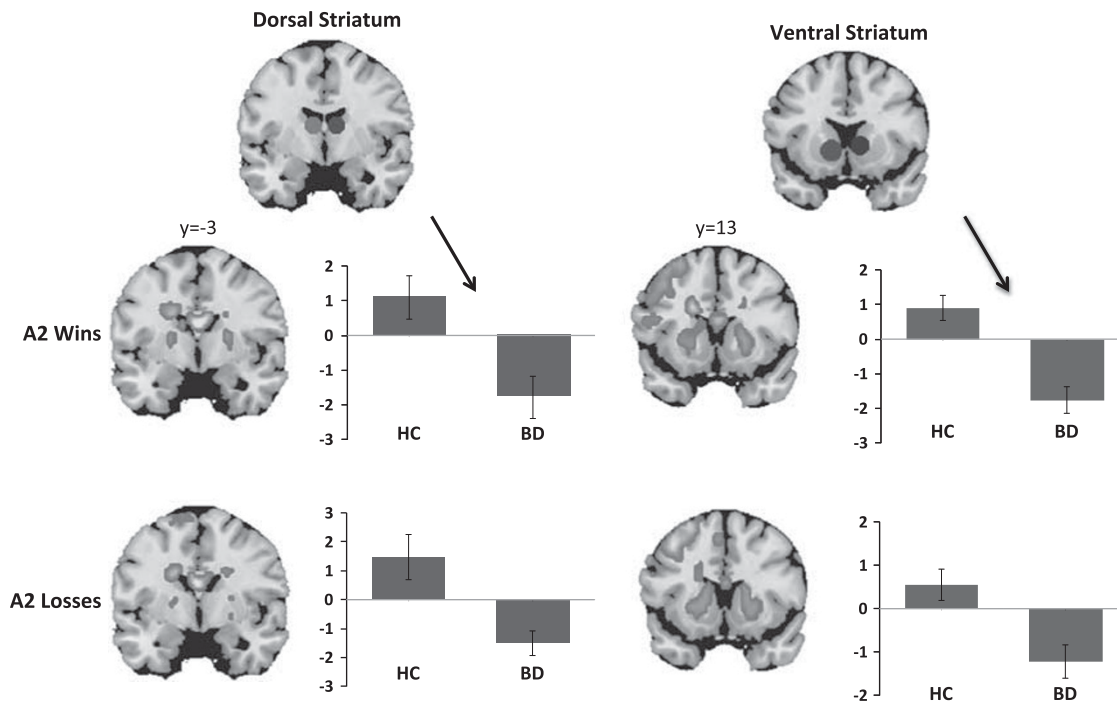 Dorsal Striatum
Ventral Striatum
y=-3
y=13
A2 Wins
2
1
0
-1
-2
-3
HC
BD
2
1
0
-1
-2
-3
HC
BD
A2 Losses
3
2
1
0
-1
-2
-3
HC
BD
2
1
0
-1
-2
HC
BD